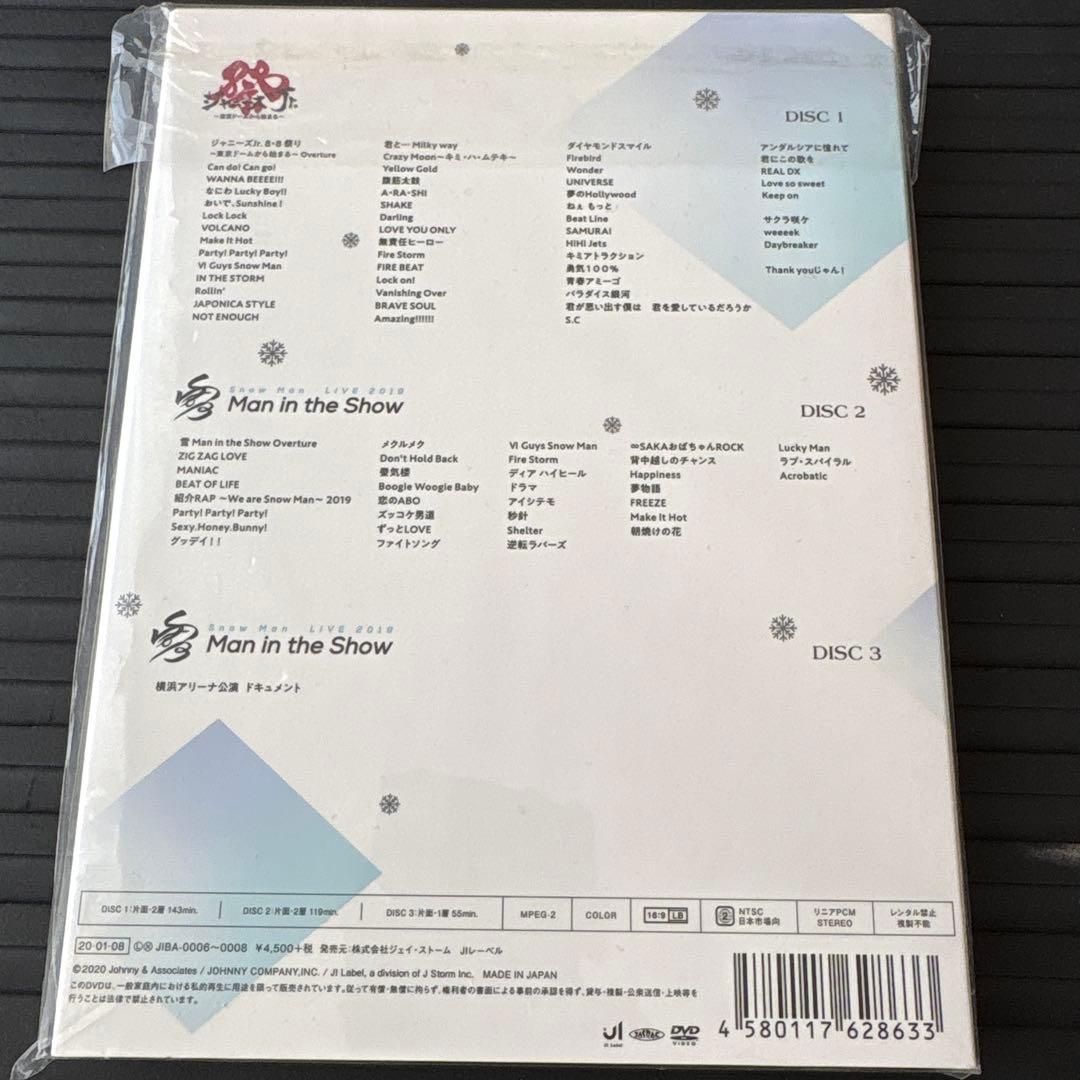 祭
ジャニーズJr.
〜東京ドームから始まる〜
DISC 1
ジャニーズJr. 8・8 祭り
〜東京ドームから始まる〜 Overture
Can do! Can go!
WANNA BEEEE!!!
なにわ Lucky Boy!!
おいで、Sunshine!
Lock Lock
VOLCANO
Make It Hot
Party! Party! Party!
VI Guys Snow Man
IN THE STORM
Rollin'
JAPONICA STYLE
NOT ENOUGH
君と…Milky way
Crazy Moon〜キミ・ハ・ムテキ〜
Yellow Gold
腹筋太鼓
A-RA-SHI
SHAKE
Darling
LOVE YOU ONLY
無責任ヒーロー
Fire Storm
FIRE BEAT
Lock on!
Vanishing Over
BRAVE SOUL
Amazing!!!!!!
ダイヤモンドスマイル
Firebird
Wonder
UNIVERSE
夢のHollywood
ねぇ もっと
Beat Line
SAMURAI
HiHi Jets
キミアトラクション
勇気100%
青春アミーゴ
パラダイス銀河
君が思い出す僕は 君を愛しているだろうか
S.C
アンダルシアに憧れて
君にこの歌を
REAL DX
Love so sweet
Keep on
サクラ咲ケ
weeeek
Daybreaker
Thank youじゃん!
Snow Man LIVE 2019
雪 Man in the Show
DISC 2
雪 Man in the Show Overture
ZIG ZAG LOVE
MANIAC
BEAT OF LIFE
紹介RAP 〜We are Snow Man〜 2019
Party! Party! Party!
Sexy.Honey.Bunny!
グッデイ!!
メクルメク
Don't Hold Back
蜃気楼
Boogie Woogie Baby
恋のABO
ズッコケ男道
ずっとLOVE
ファイトソング
VI Guys Snow Man
Fire Storm
ディア ハイヒール
ドラマ
アイシテモ
秒針
Shelter
逆転ラバーズ
∞SAKAおばちゃんROCK
背中越しのチャンス
Happiness
夢物語
FREEZE
Make It Hot
朝焼けの花
Lucky Man
ラブ・スパイラル
Acrobatic
Snow Man LIVE 2019
雪 Man in the Show
DISC 3
横浜アリーナ公演 ドキュメント
DISC 1:片面・2層 143min.
DISC 2:片面・2層 119min.
DISC 3:片面・1層 55min.
MPEG-2
COLOR
16:9 LB
2 NTSC
日本市場向
リニアPCM
STEREO
レンタル禁止
複製不能
20・01・08 Ⓛ JIBA-0006〜0008 ¥4,500+税 発売元:株式会社ジェイ・ストーム JIレーベル
©2020 Johnny & Associates / JOHNNY COMPANY,INC. / JI Label, a division of J Storm Inc. MADE IN JAPAN
このDVDは、一般家庭内における私的再生に用途を限って販売されています。従って有償・無償に拘らず、権利者の書面による事前の承認を得ず、貸与・複製・公衆送信・上映等を
行うことは法律で禁止されています。
JI
JI Label
JASRAC
DVD
VIDEO
4 580117 628633